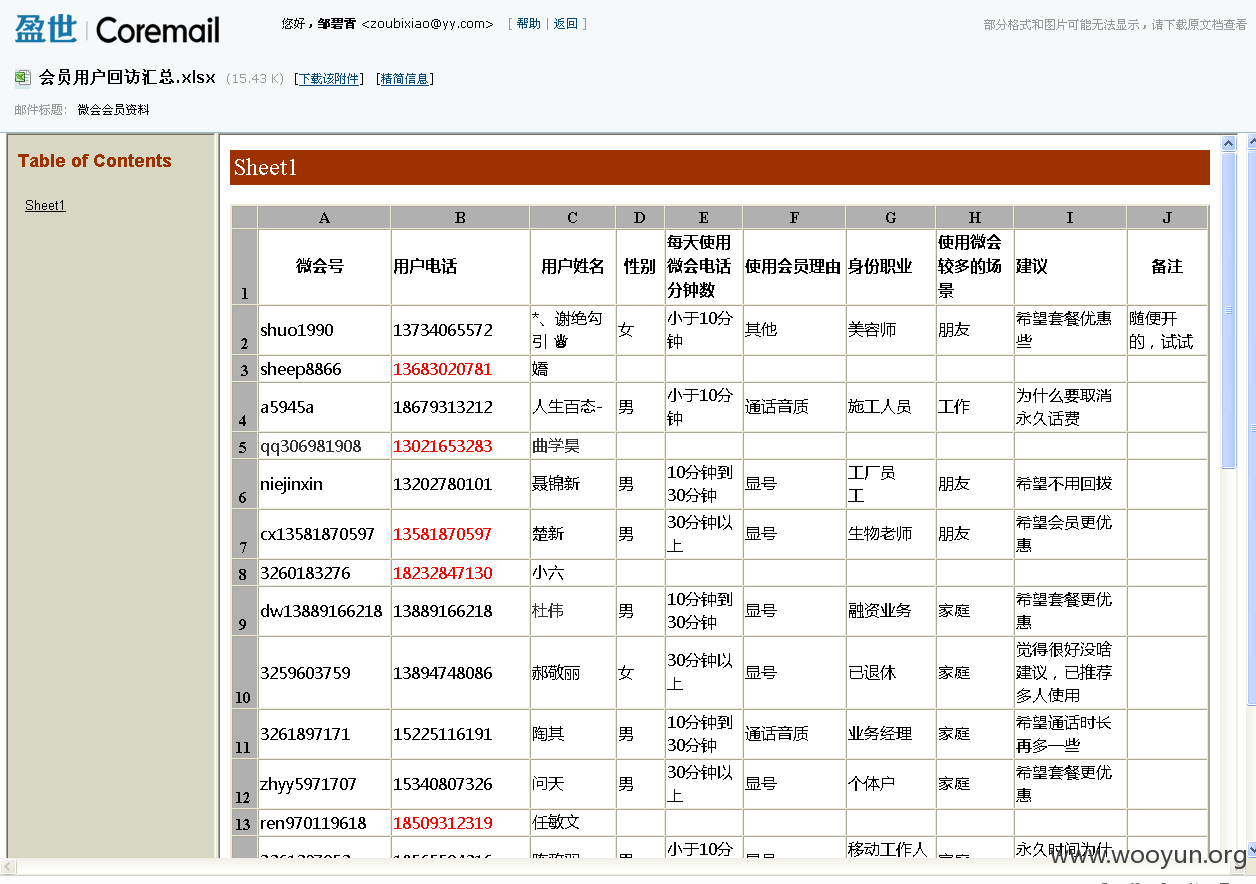 盈世 Coremail
您好，邹碧霄 <zoubixiao@yy.com> [ 帮助 | 返回 ]
部分格式和图片可能无法显示，请下载原文档查看
会员用户回访汇总.xlsx (15.43 K) [下载该附件] [精简信息]
邮件标题： 微会会员资料
Table of Contents
Sheet1
Sheet1
A B C D E F G H I J
1 微会号 用户电话 用户姓名 性别 每天使用微会电话分钟数 使用会员理由 身份职业 使用微会较多的场景 建议 备注
2 shuo1990 13734065572 *、谢绝勾引 女 小于10分钟 其他 美容师 朋友 希望套餐优惠些 随便开的，试试
3 sheep8866 13683020781 嬌
4 a5945a 18679313212 人生百态- 男 小于10分钟 通话音质 施工人员 工作 为什么要取消永久话费
5 qq306981908 13021653283 曲学昊
6 niejinxin 13202780101 聂锦新 男 10分钟到30分钟 显号 工厂员工 朋友 希望不用回拨
7 cx13581870597 13581870597 楚新 男 30分钟以上 显号 生物老师 朋友 希望会员更优惠
8 3260183276 18232847130 小六
9 dw13889166218 13889166218 杜伟 男 10分钟到30分钟 显号 融资业务 家庭 希望套餐更优惠
10 3259603759 13894748086 郝敬丽 女 30分钟以上 显号 已退休 家庭 觉得很好没啥建议，已推荐多人使用
11 3261897171 15225116191 陶其 男 10分钟到30分钟 通话音质 业务经理 家庭 希望通话时长再多一些
12 zhyy5971707 15340807326 问天 男 30分钟以上 显号 个体户 家庭 希望套餐更优惠
13 ren970119618 18509312319 任敏文
小于10分 移动工作人 永久时间为什
www.wooyun.org